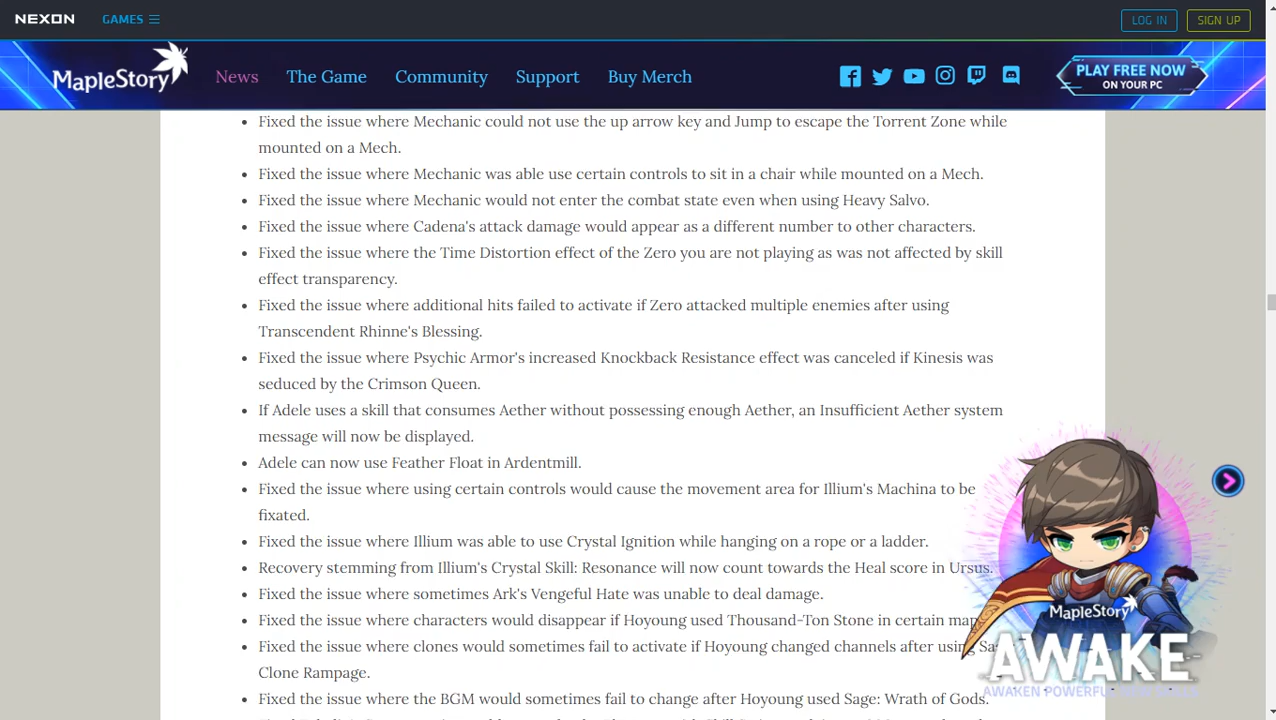 NEXON GAMES LOG IN SIGN UP
MapleStory News The Game Community Support Buy Merch PLAY FREE NOW
ON YOUR PC
Fixed the issue where Mechanic could not use the up arrow key and Jump to escape the Torrent Zone while
mounted on a Mech.
Fixed the issue where Mechanic was able use certain controls to sit in a chair while mounted on a Mech.
Fixed the issue where Mechanic would not enter the combat state even when using Heavy Salvo.
Fixed the issue where Cadena's attack damage would appear as a different number to other characters.
Fixed the issue where the Time Distortion effect of the Zero you are not playing as was not affected by skill
effect transparency.
Fixed the issue where additional hits failed to activate if Zero attacked multiple enemies after using
Transcendent Rhinne's Blessing.
Fixed the issue where Psychic Armor's increased Knockback Resistance effect was canceled if Kinesis was
seduced by the Crimson Queen.
If Adele uses a skill that consumes Aether without possessing enough Aether, an Insufficient Aether system
message will now be displayed.
Adele can now use Feather Float in Ardentmill.
Fixed the issue where using certain controls would cause the movement area for Illium's Machina to be
fixated.
Fixed the issue where Illium was able to use Crystal Ignition while hanging on a rope or a ladder.
Recovery stemming from Illium's Crystal Skill: Resonance will now count towards the Heal score in Ursus.
Fixed the issue where sometimes Ark's Vengeful Hate was unable to deal damage.
Fixed the issue where characters would disappear if Hoyoung used Thousand-Ton Stone in certain
Fixed the issue where clones would sometimes fail to activate if Hoyoung changed channels after using
Clone Rampage.
Fixed the issue where the BGM would sometimes fail to change after Hoyoung used Sage: Wrath of Gods.
MapleStory
AWAKE
AWAKEN POWERFUL NEW SKILLS